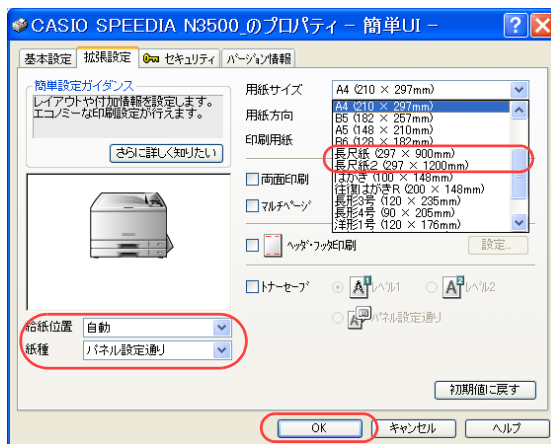 CASIO SPEEDIA N3500_のプロパティ - 簡単UI -
基本設定 拡張設定 セキュリティ バージョン情報
簡単設定ガイダンス
レイアウトや付加情報を設定します。
エコノミーな印刷設定が行えます。
さらに詳しく知りたい
給紙位置 自動
紙種 パネル設定通り
用紙サイズ A4 (210 × 297mm)
用紙方向
印刷用紙
A4 (210 × 297mm)
B5 (182 × 257mm)
A5 (148 × 210mm)
B6 (128 × 182mm)
長尺紙 (297 × 900mm)
長尺紙2 (297 × 1200mm)
はがき (100 × 148mm)
往復はがきR (200 × 148mm)
長形3号 (120 × 235mm)
長形4号 (90 × 205mm)
洋形1号 (120 × 176mm)
両面印刷
マルチページ
ヘッダ・フッタ印刷 設定...
トナーセーブ A1 レベル1 A2 レベル2
A パネル設定通り
初期値に戻す
OK キャンセル ヘルプ